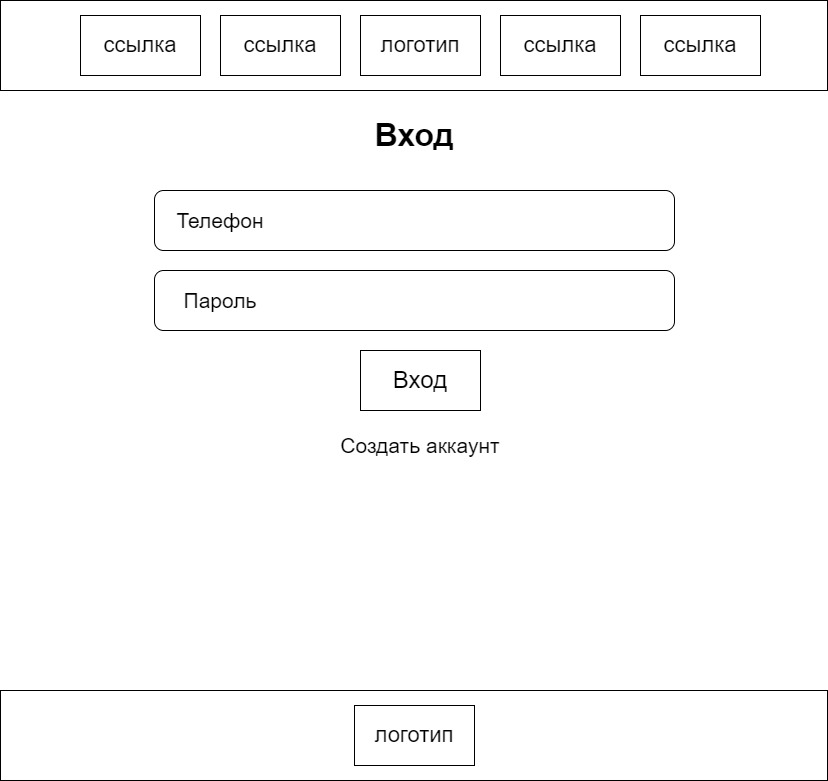 ссылка ссылка логотип ссылка ссылка
Вход
Телефон
Пароль
Вход
Создать аккаунт
логотип